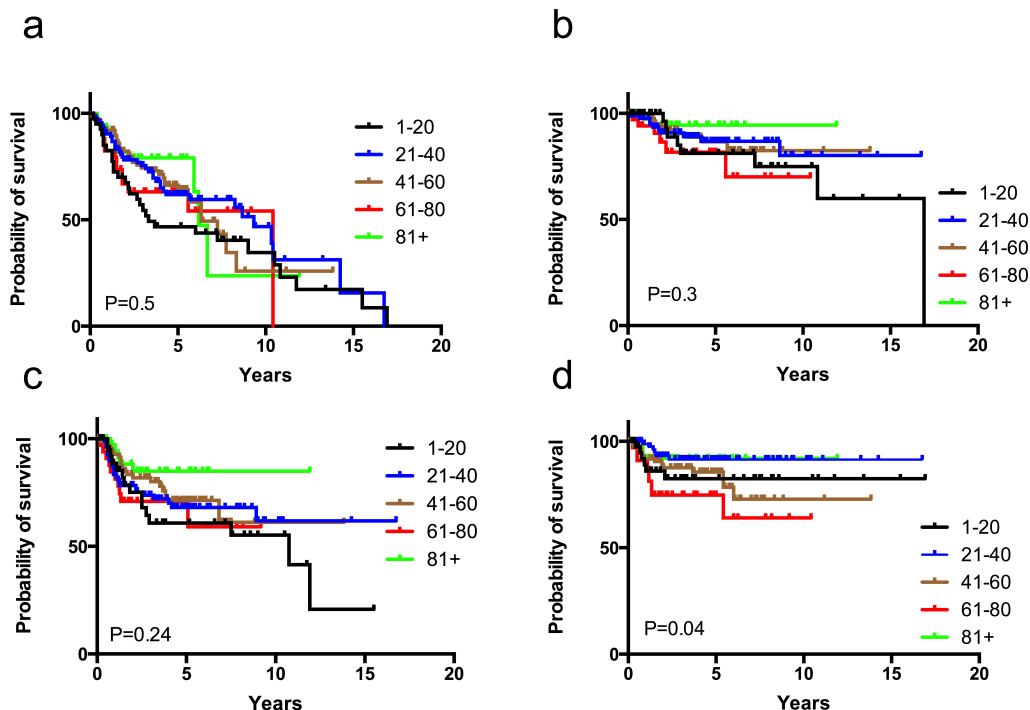 a
100
50
0
0 5 10 15 20
Probability of survival
Years
1-20
21-40
41-60
61-80
81+
P=0.5
b
100
50
0
0 5 10 15 20
Probability of survival
Years
1-20
21-40
41-60
61-80
81+
P=0.3
c
100
50
0
0 5 10 15 20
Probability of survival
Years
1-20
21-40
41-60
61-80
81+
P=0.24
d
100
50
0
0 5 10 15 20
Probability of survival
Years
1-20
21-40
41-60
61-80
81+
P=0.04